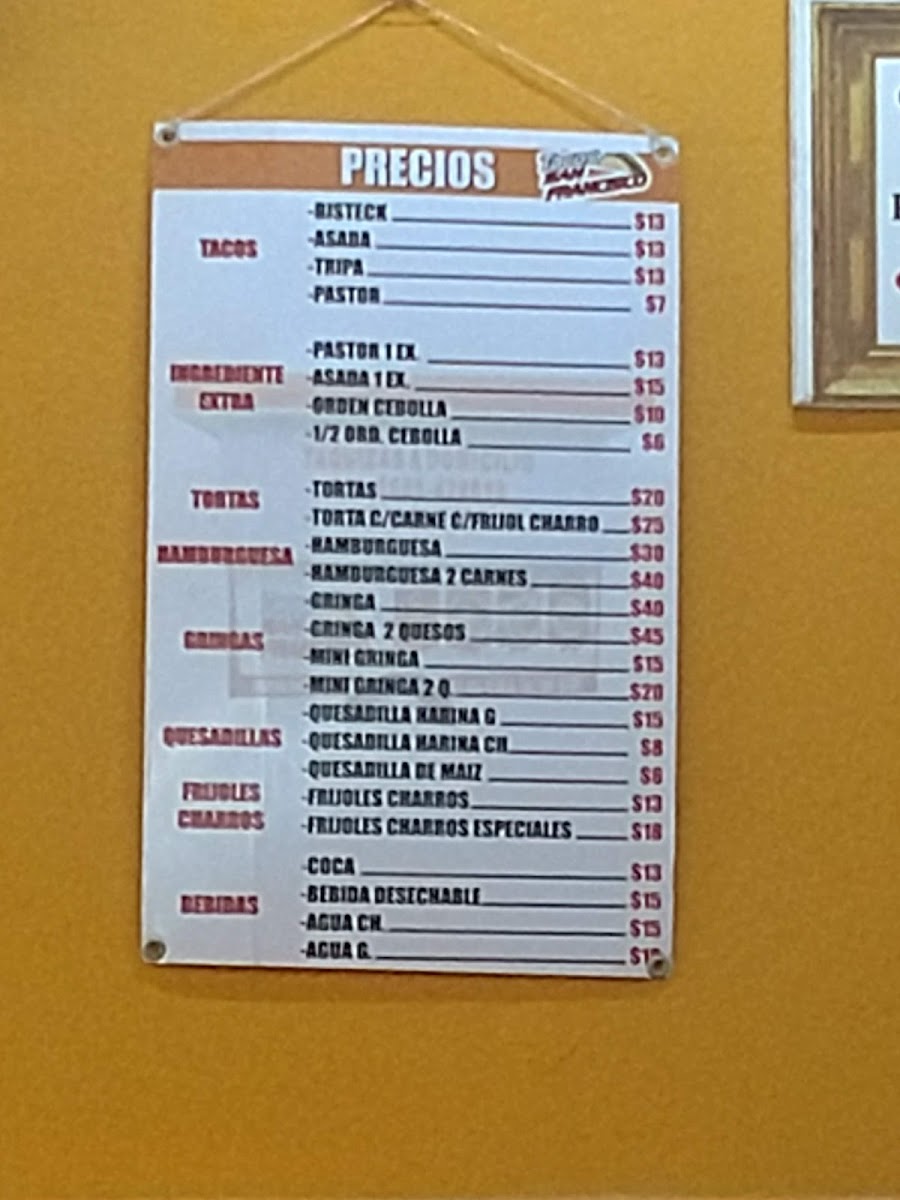 PRECIOS
SAN
FRANCISCO
TACOS
-BISTECK $13
-ASADA $13
-TRIPA $13
-PASTOR $7
INGREDIENTE
EXTRA
-PASTOR 1 EX. $13
-ASADA 1 EX. $15
-ORDEN CEBOLLA $10
-1/2 ORD. CEBOLLA $6
TORTAS
-TORTAS $20
-TORTA C/CARNE C/FRIJOL CHARRO $25
HAMBURGUESA
-HAMBURGUESA $30
-HAMBURGUESA 2 CARNES $40
GRINGAS
-GRINGA $40
-GRINGA 2 QUESOS $45
-MINI GRINGA $15
-MINI GRINGA 2 Q $20
QUESADILLAS
-QUESADILLA HARINA G $15
-QUESADILLA HARINA CH $8
-QUESADILLA DE MAIZ $6
FRIJOLES
CHARROS
-FRIJOLES CHARROS $13
-FRIJOLES CHARROS ESPECIALES $18
BEBIDAS
-COCA $13
-BEBIDA DESECHABLE $15
-AGUA CH. $15
-AGUA G.